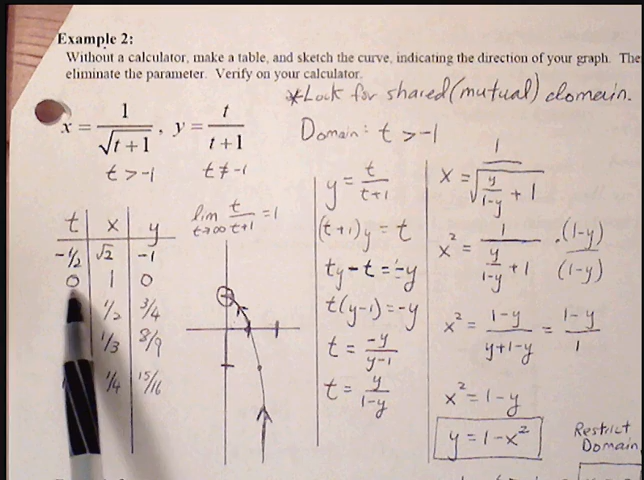 Example 2:
Without a calculator, make a table, and sketch the curve, indicating the direction of your graph. The
eliminate the parameter. Verify on your calculator.
*Look for shared (mutual) domain.
x = 1/√(t+1) , y = t/(t+1)
Domain: t > -1
t > -1 t ≠ -1
t x y
-1/2 √2 -1
0 1 0
1/2 3/4
1/3 8/9
1/4 15/16
lim t→∞ t/(t+1) = 1
y = t/(t+1)
(t+1)y = t
ty - t = -y
t(y-1) = -y
t = -y/(y-1)
t = y/(1-y)
x = 1/√(y/(1-y) + 1)
x² = 1/(y/(1-y) + 1) · (1-y)/(1-y)
x² = (1-y)/(y+1-y) = (1-y)/1
x² = 1-y
y = 1-x²
Restrict
Domain